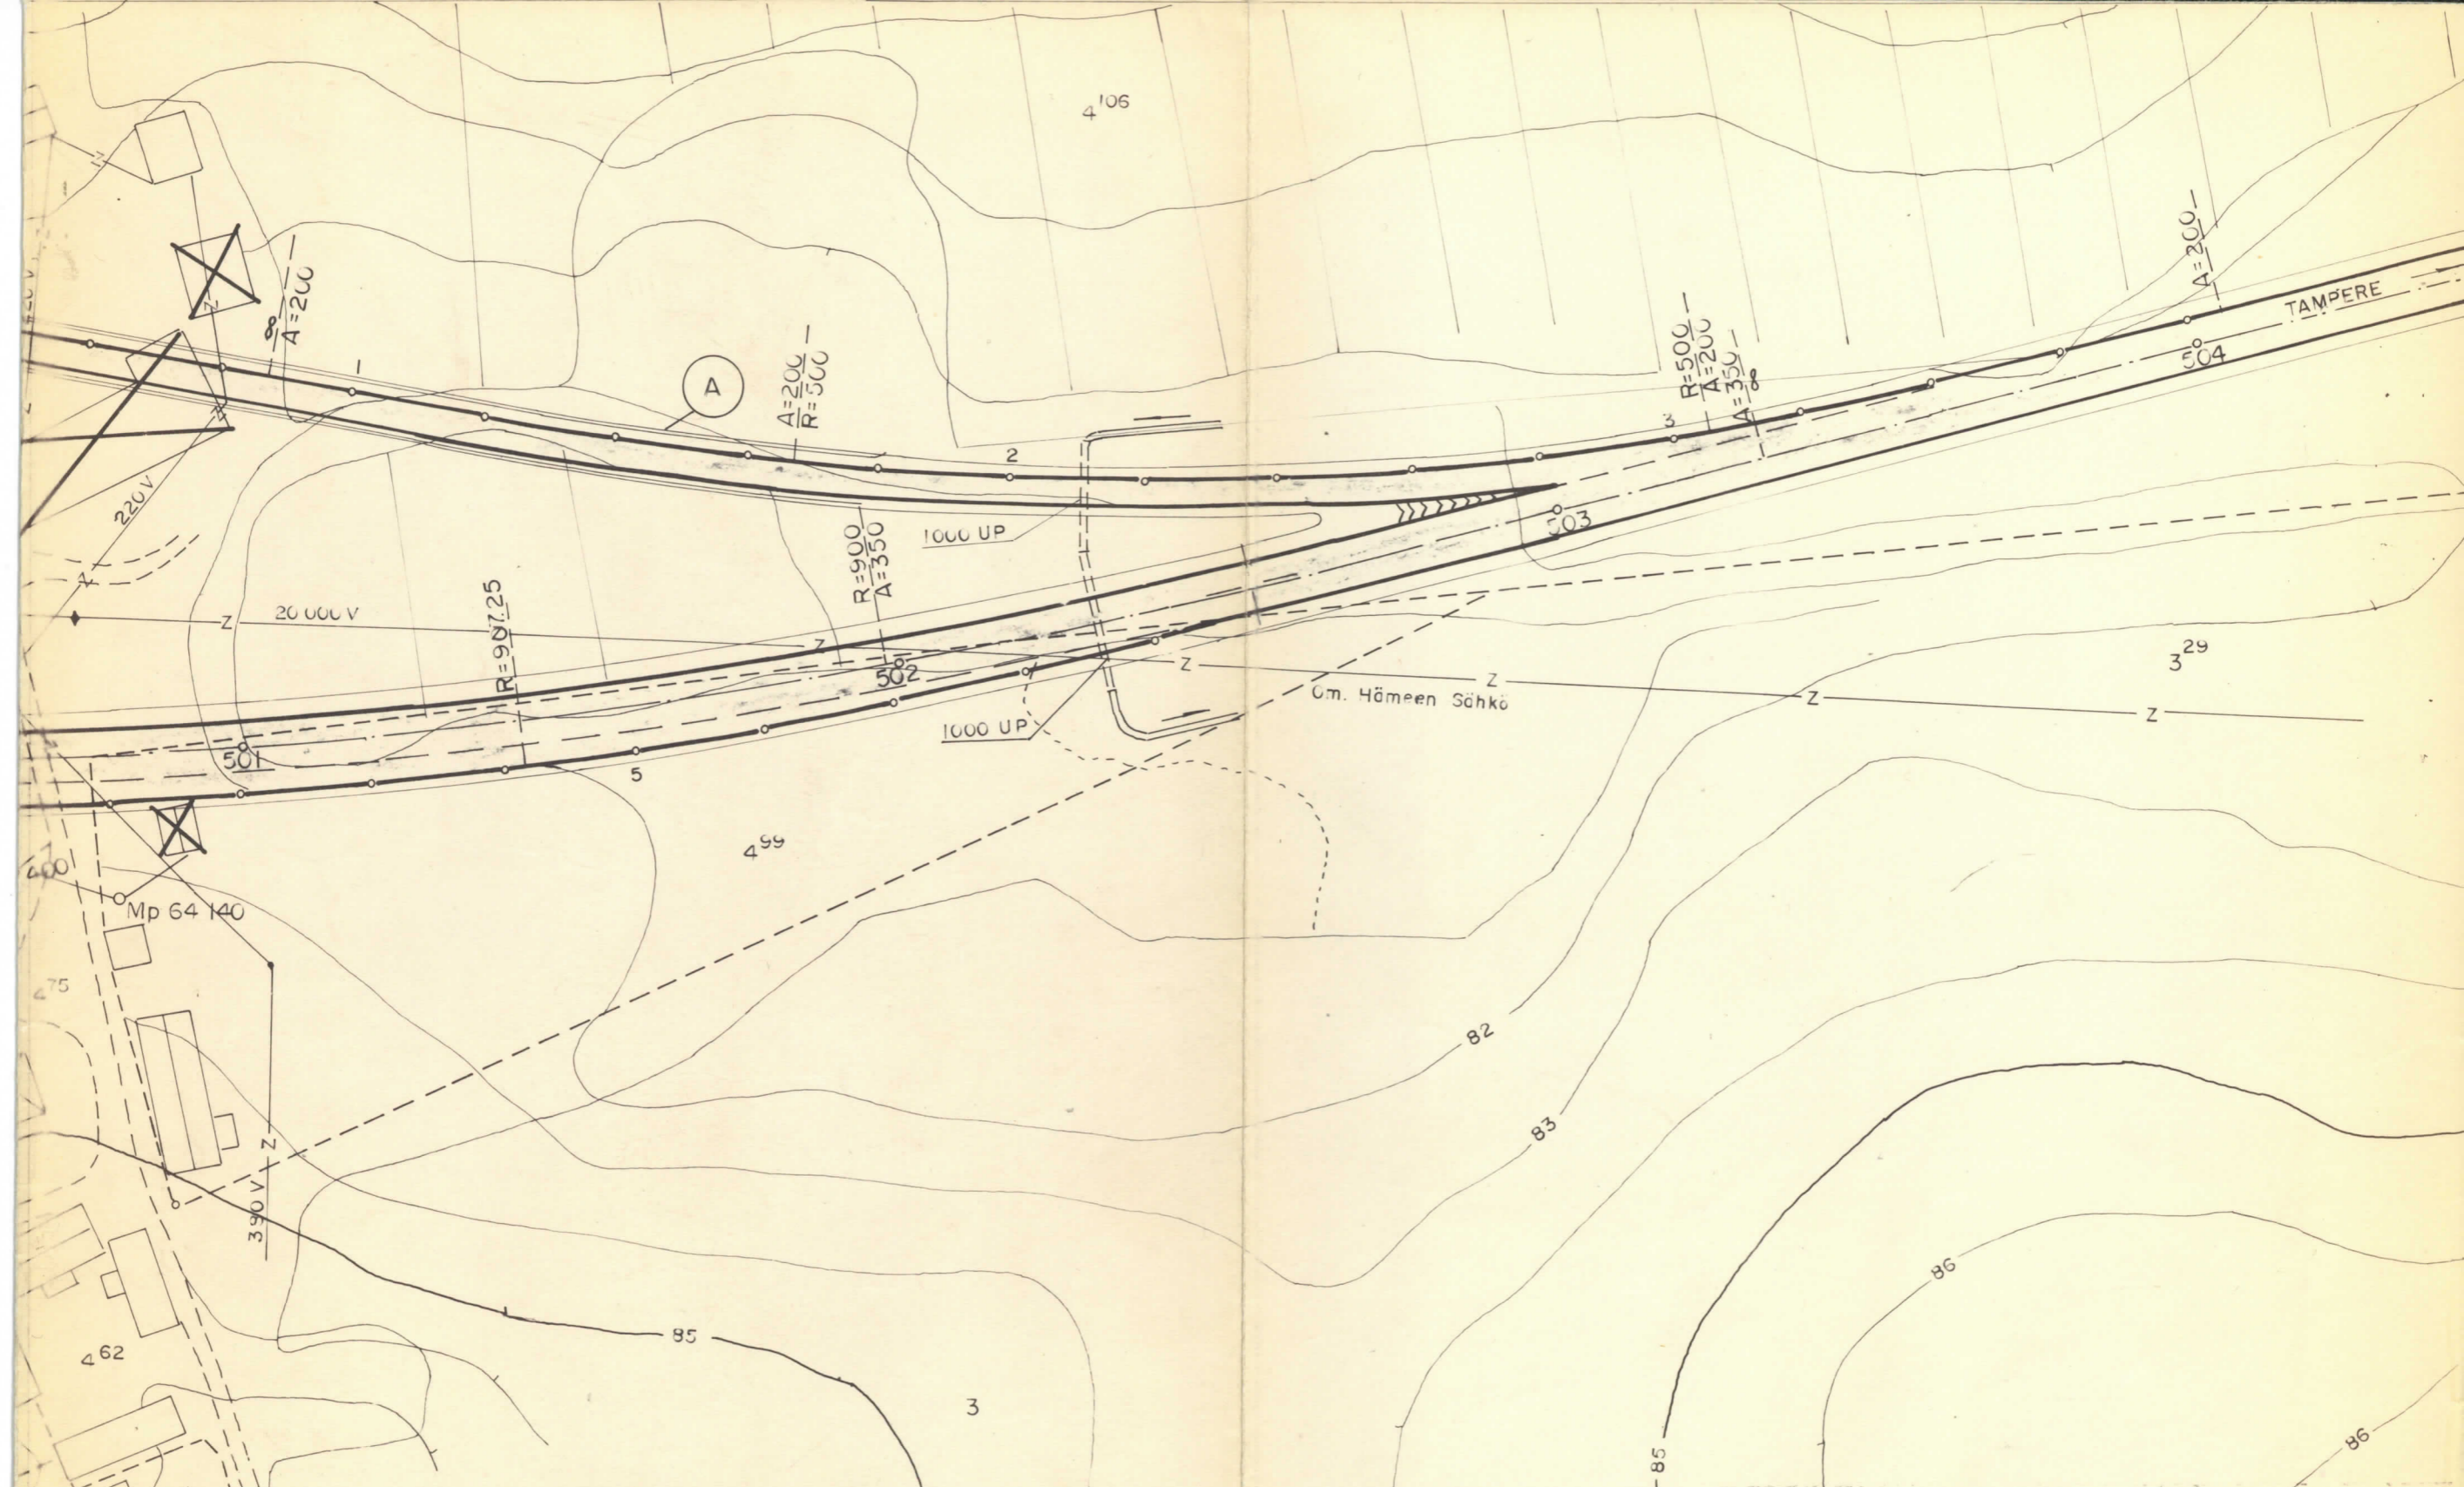 4¹⁰⁶
A=200
∞
A=200
1
A
A=200
R=500
2
R=500
A=200
A=350
∞
3
TAMPERE
504
220V
1000 UP
R=900
A=350
503
20 000 V
R=907.25
502
Om. Hämeen Sähkö
3²⁹
501
1000 UP
5
4⁹⁹
400
Mp 64 140
4⁷⁵
82
83
390 V
86
85
4⁶²
3
85
86